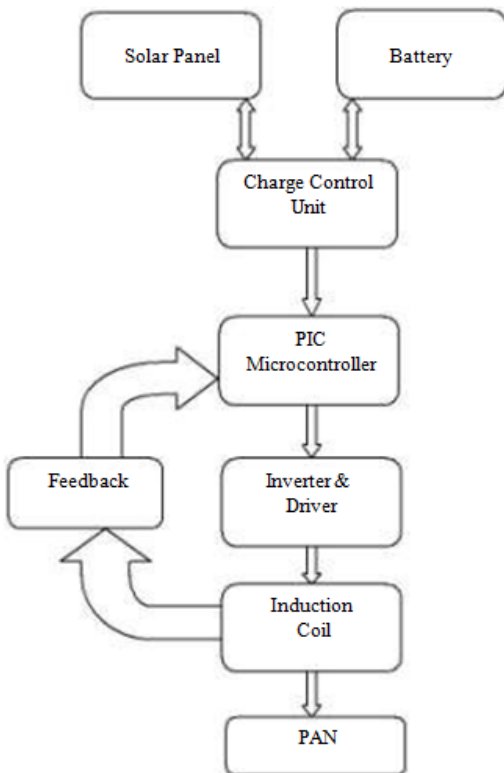 Solar Panel
Battery
Charge Control
Unit
PIC
Microcontroller
Feedback
Inverter &
Driver
Induction
Coil
PAN